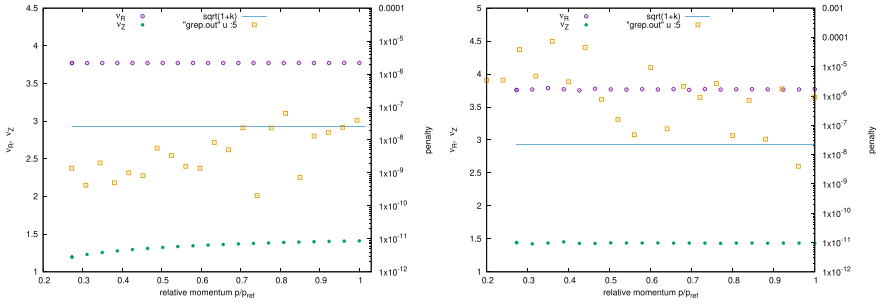 ν_R sqrt(1+k)
ν_Z "grep.out" u :5
4.5
4
3.5
3
2.5
2
1.5
1
ν_R, ν_Z
0.2 0.3 0.4 0.5 0.6 0.7 0.8 0.9 1
relative momentum p/p_ref
0.0001
1x10^-5
1x10^-6
1x10^-7
1x10^-8
1x10^-9
1x10^-10
1x10^-11
1x10^-12
penalty
ν_R sqrt(1+k)
ν_Z "grep.out" u :5
5
4.5
4
3.5
3
2.5
2
1.5
1
ν_R, ν_Z
0.2 0.3 0.4 0.5 0.6 0.7 0.8 0.9 1
relative momentum p/p_ref
0.001
0.0001
1x10^-5
1x10^-6
1x10^-7
1x10^-8
1x10^-9
1x10^-10
1x10^-11
1x10^-12
penalty